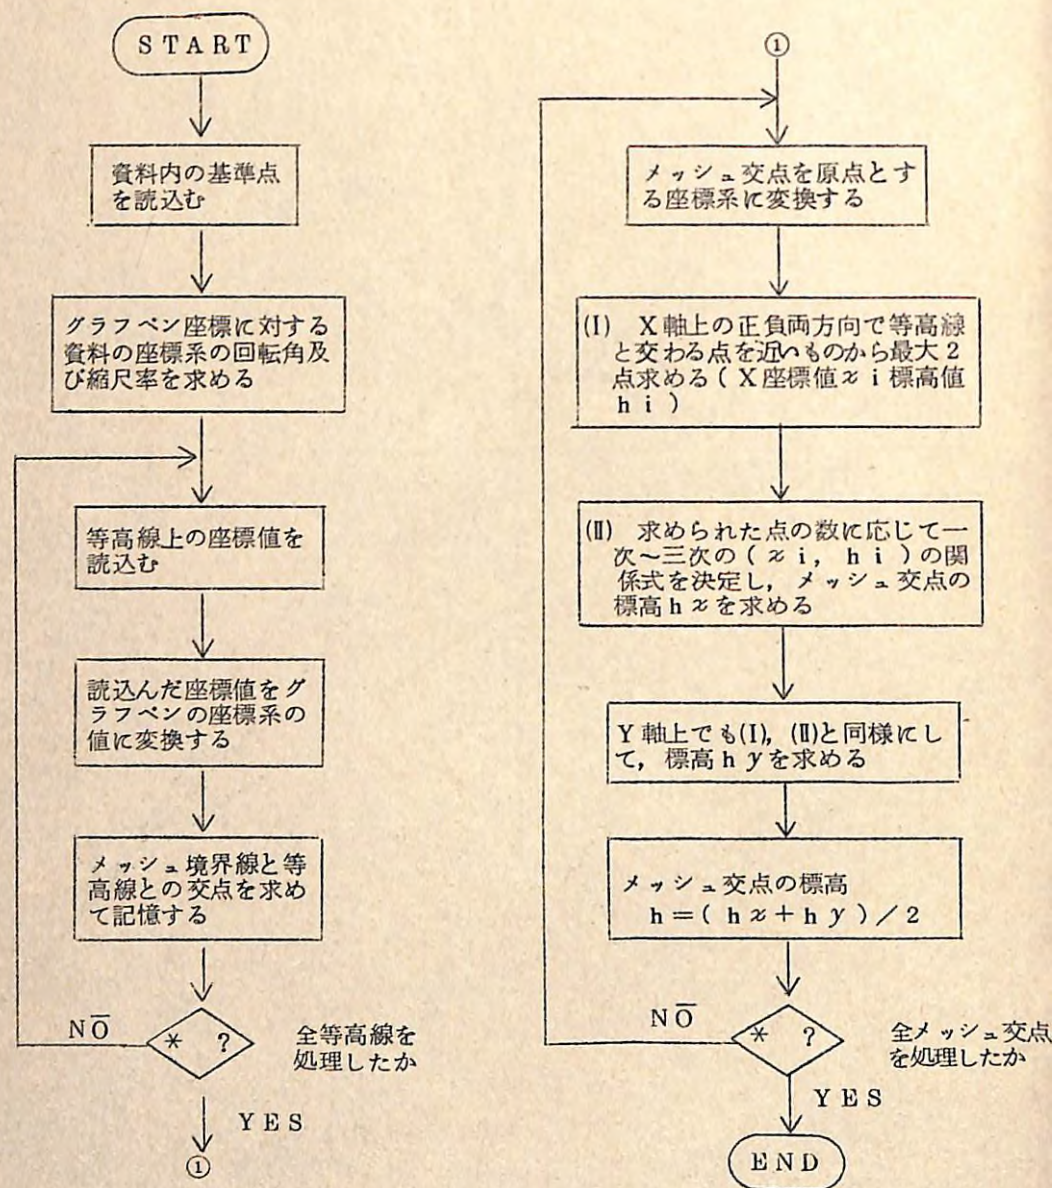 START
資料内の基準点
を読込む
グラフペン座標に対する
資料の座標系の回転角及
び縮尺率を求める
等高線上の座標値を
読込む
読込んだ座標値をグ
ラフペンの座標系の
値に変換する
メッシュ境界線と等
高線との交点を求め
て記憶する
NO
* ?
全等高線を
処理したか
YES
①
①
メッシュ交点を原点とす
る座標系に変換する
(Ⅰ) X軸上の正負両方向で等高線
と交わる点を近いものから最大2
点求める(X座標値xi標高値
hi)
(Ⅱ) 求められた点の数に応じて一
次~三次の(xi, hi)の関
係式を決定し,メッシュ交点の
標高hxを求める
Y軸上でも(Ⅰ), (Ⅱ)と同様にし
て,標高hyを求める
メッシュ交点の標高
h=(hx+hy)/2
NO
* ?
全メッシュ交点
を処理したか
YES
END